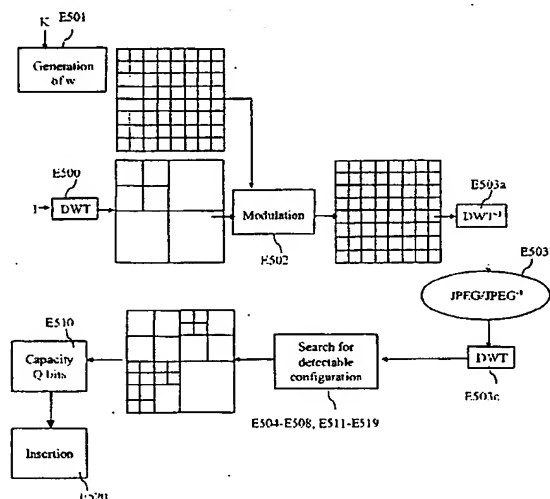 K
E501
Generation
of w
E500
I
DWT
Modulation
E502
E503a
DWT⁻¹
E503
JPEG/JPEG⁻¹
DWT
E503c
Search for
detectable
configuration
E504-E508, E511-E519
E510
Capacity
Q bits
Insertion
E520